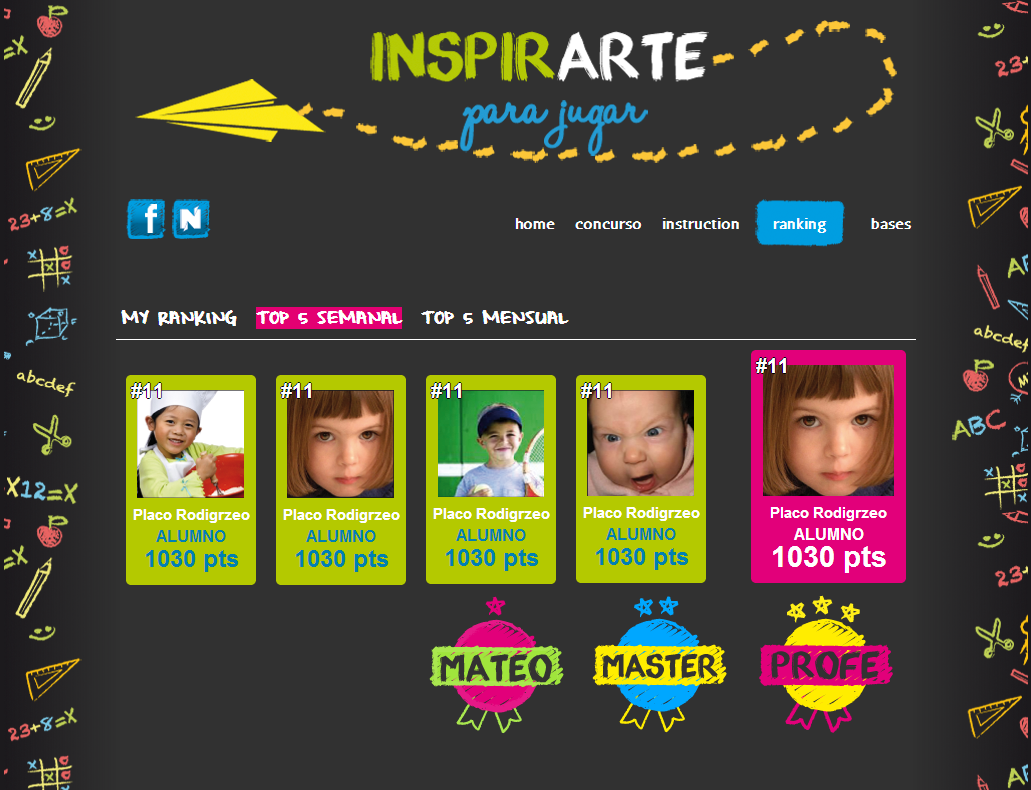 INSPIRARTE
para jugar
f N
home concurso instruction ranking bases
MY RANKING TOP 5 SEMANAL TOP 5 MENSUAL
#11 #11 #11 #11 #11
Placo Rodigrzeo Placo Rodigrzeo Placo Rodigrzeo Placo Rodigrzeo Placo Rodigrzeo
ALUMNO ALUMNO ALUMNO ALUMNO ALUMNO
1030 pts 1030 pts 1030 pts 1030 pts 1030 pts
MATEO MASTER PROFE
23+8=X
abcdef
X12=X
23+8=X
abcdef
ABC